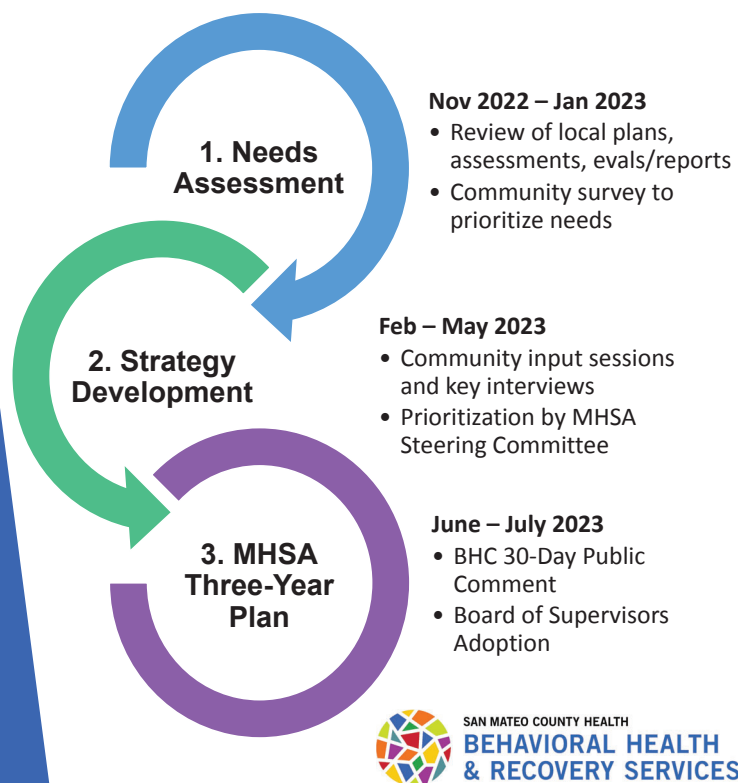 1. Needs
Assessment
Nov 2022 – Jan 2023
• Review of local plans,
assessments, evals/reports
• Community survey to
prioritize needs
2. Strategy
Development
Feb – May 2023
• Community input sessions
and key interviews
• Prioritization by MHSA
Steering Committee
3. MHSA
Three-Year
Plan
June – July 2023
• BHC 30-Day Public
Comment
• Board of Supervisors
Adoption
SAN MATEO COUNTY HEALTH
BEHAVIORAL HEALTH
& RECOVERY SERVICES